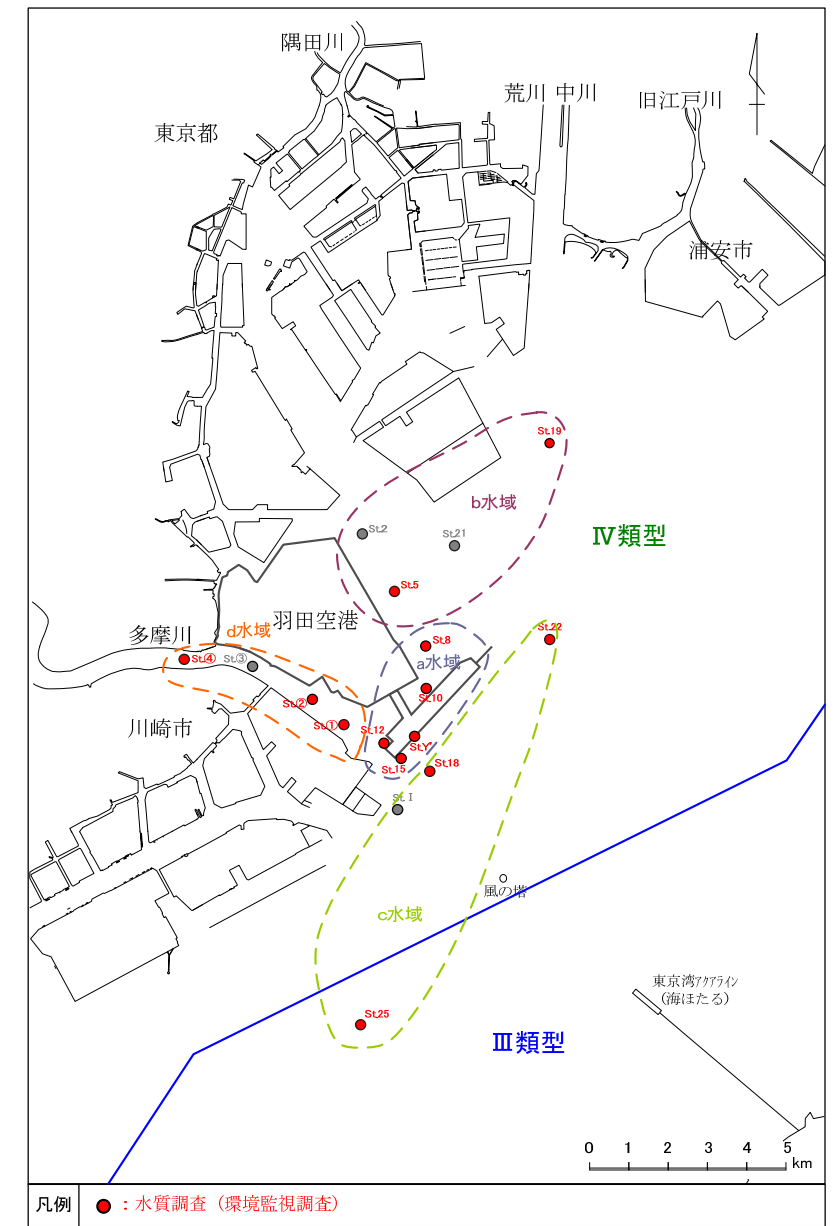 隅田川
荒川 中川
旧江戸川
東京都
浦安市
St.19
b水域
St.2
St.21
Ⅳ類型
St.5
羽田空港
多摩川
d水域
St.22
St.8
a水域
St.④
St.③
St.10
St.②
St.①
川崎市
St.12
St.Y'
St.15
St.18
St.I
風の塔
c水域
東京湾アクアライン
(海ほたる)
St.25
Ⅲ類型
0 1 2 3 4 5
km
凡例
:水質調査(環境監視調査)